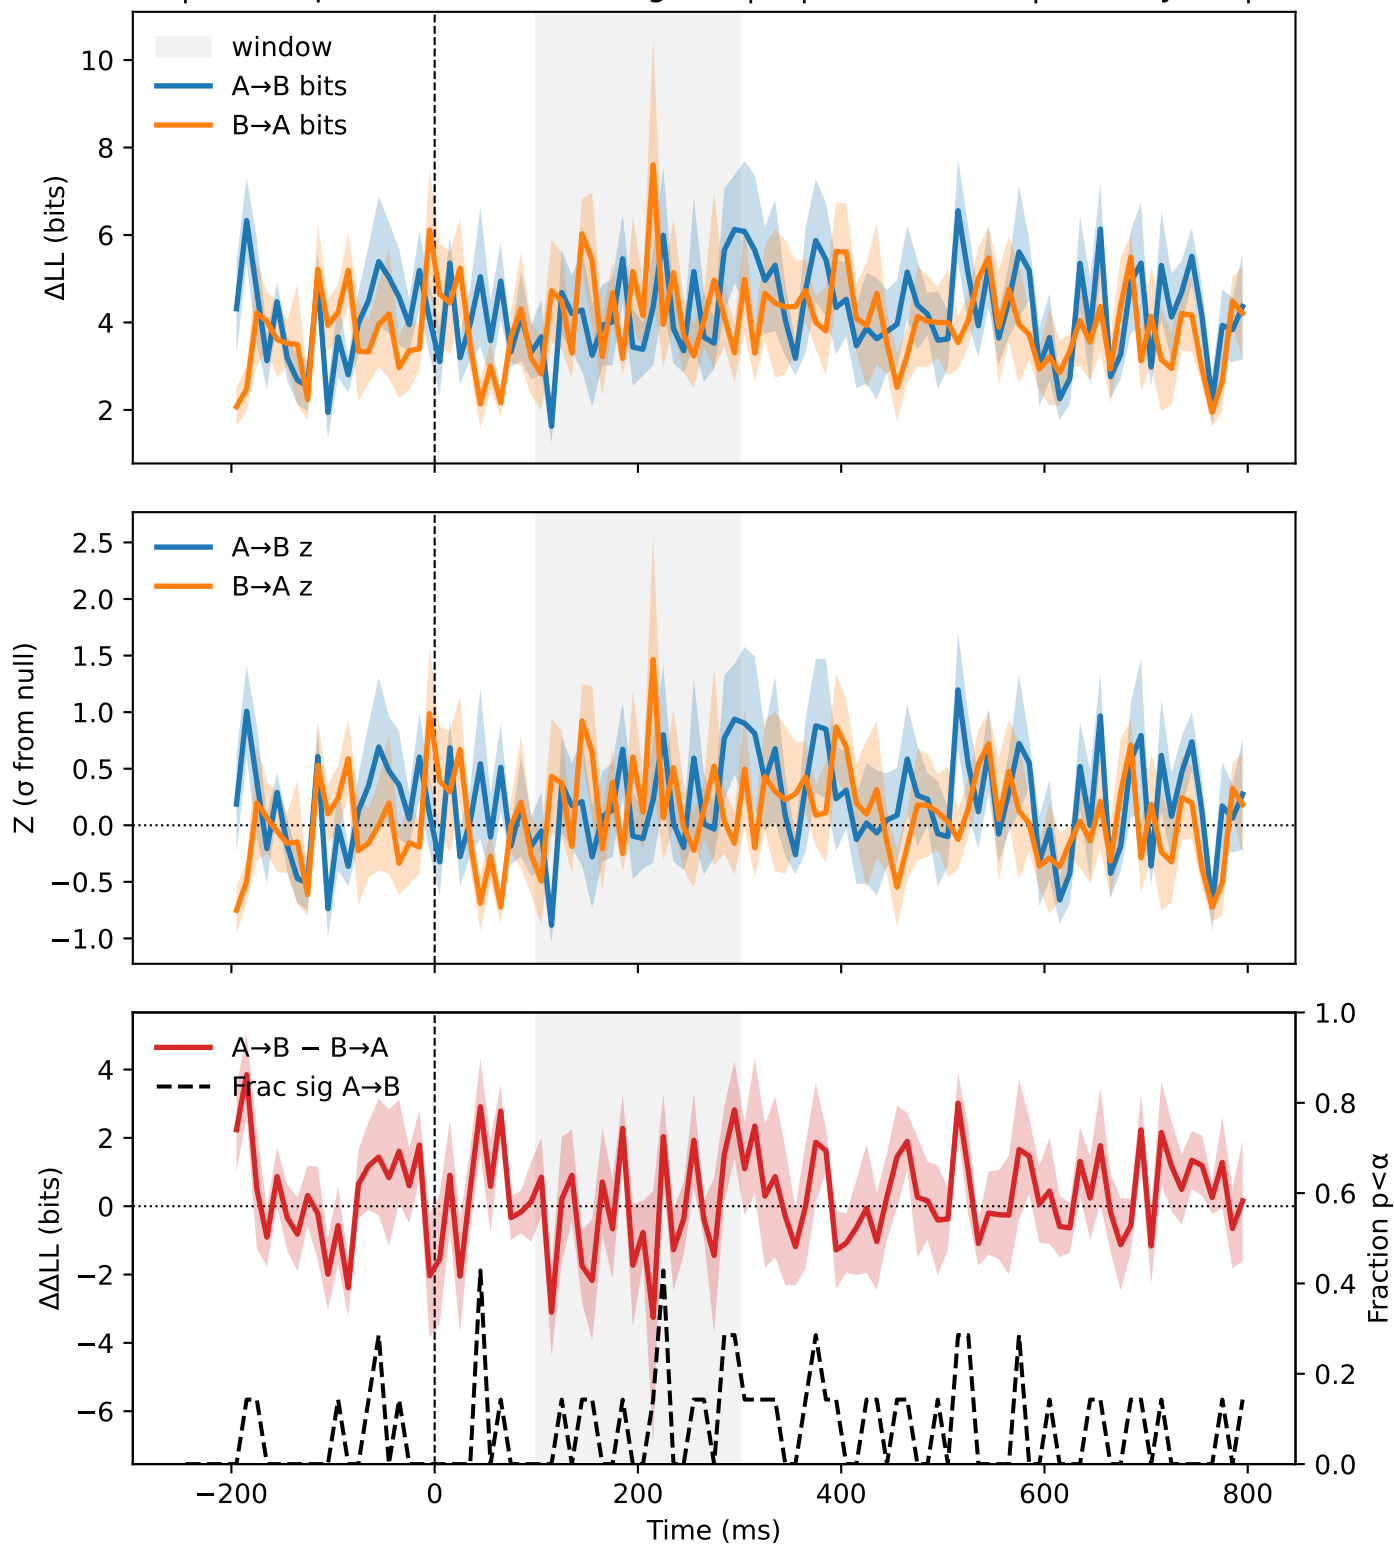 window
A→B bits
B→A bits
10
8
6
4
2
ΔLL (bits)
A→B z
B→A z
2.5
2.0
1.5
1.0
0.5
0.0
−0.5
−1.0
Z (σ from null)
A→B − B→A
Frac sig A→B
4
2
0
−2
−4
−6
ΔΔLL (bits)
1.0
0.8
0.6
0.4
0.2
0.0
Fraction p<α
−200
0
200
400
600
800
Time (ms)